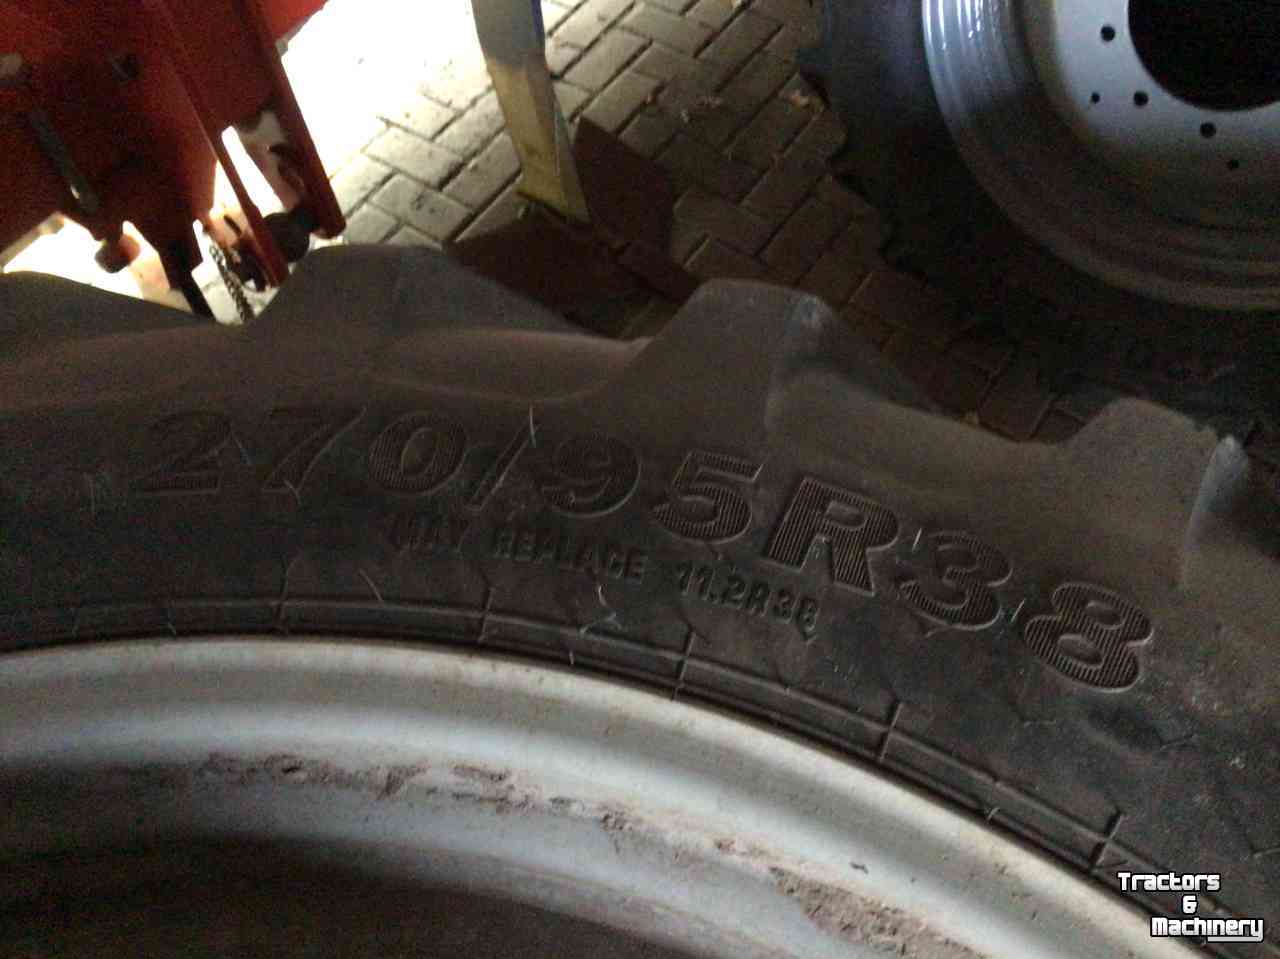 270/95R38
MAY REPLACE 11.2R38
Tractors
&
Machinery